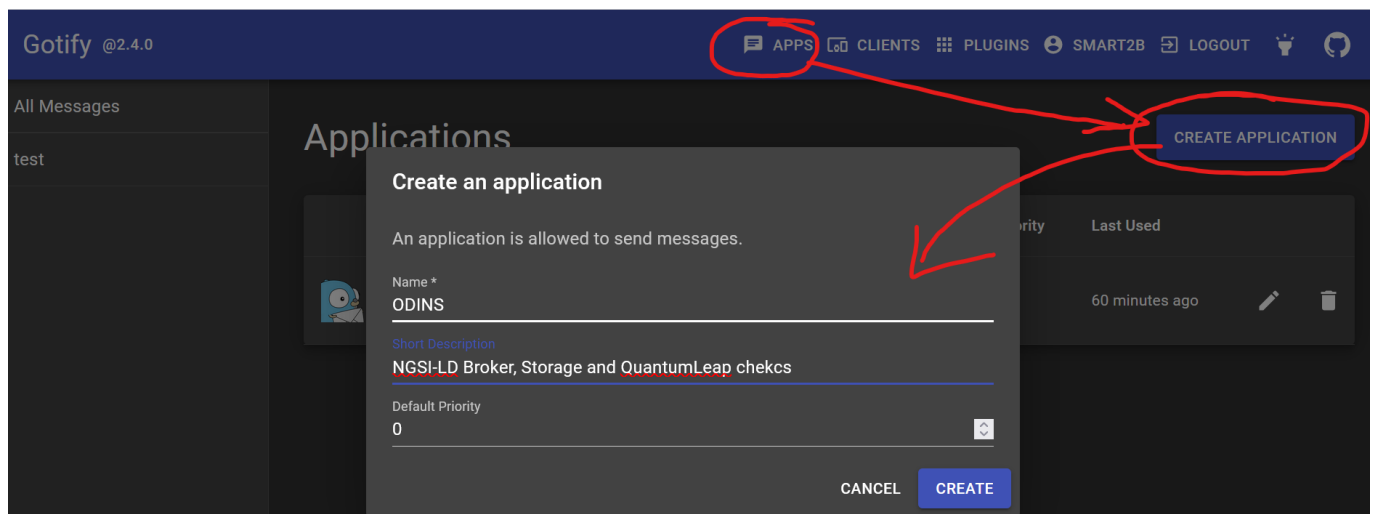 Gotify @2.4.0
APPS CLIENTS PLUGINS SMART2B LOGOUT
All Messages
test
Applications
CREATE APPLICATION
Create an application
An application is allowed to send messages.
Name *
ODINS
Short Description
NGSI-LD Broker, Storage and QuantumLeap chekcs
Default Priority
0
CANCEL CREATE
Last Used
60 minutes ago